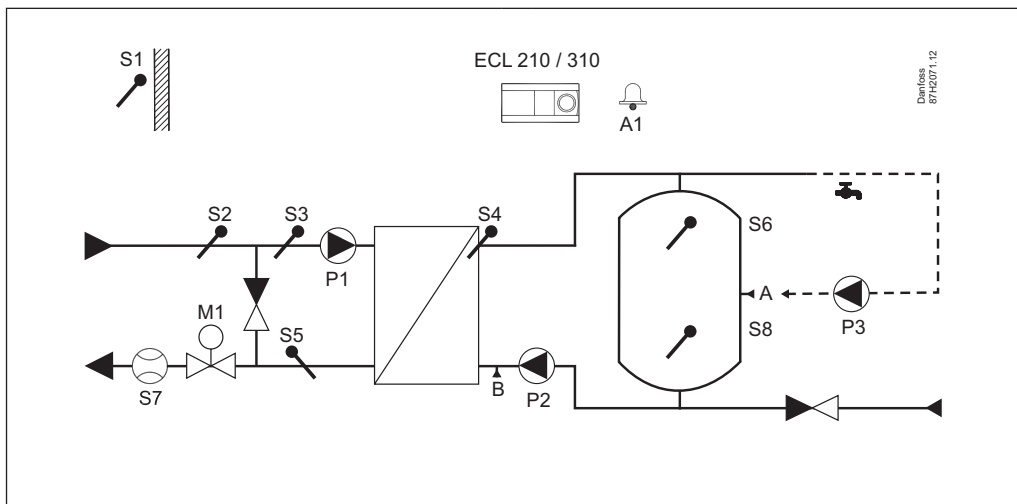 S1
ECL 210 / 310
A1
Danfoss
87H2071.12
S2
S3
S4
S6
P1
A
M1
S5
S8
P3
S7
B
P2